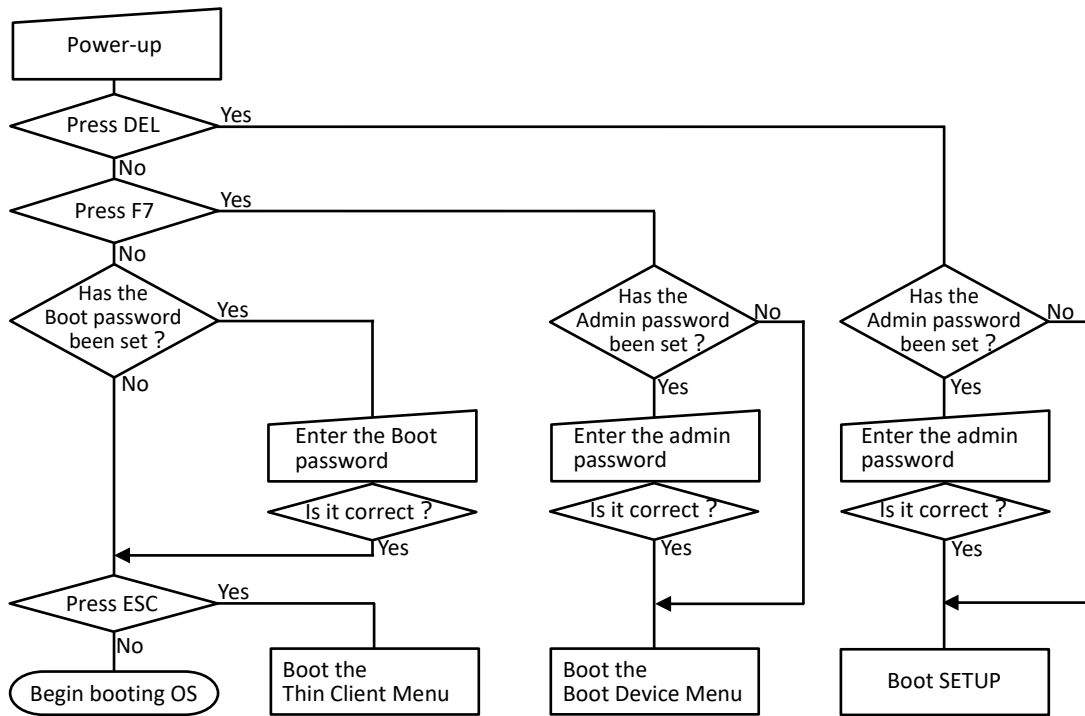 Power-up
Press DEL
Yes
No
Press F7
Yes
No
Has the
Boot password
been set ?
Yes
No
Has the
Admin password
been set ?
No
Yes
Has the
Admin password
been set ?
No
Yes
Enter the Boot
password
Enter the admin
password
Enter the admin
password
Is it correct ?
Yes
Is it correct ?
Yes
Is it correct ?
Yes
Press ESC
Yes
No
Begin booting OS
Boot the
Thin Client Menu
Boot the
Boot Device Menu
Boot SETUP